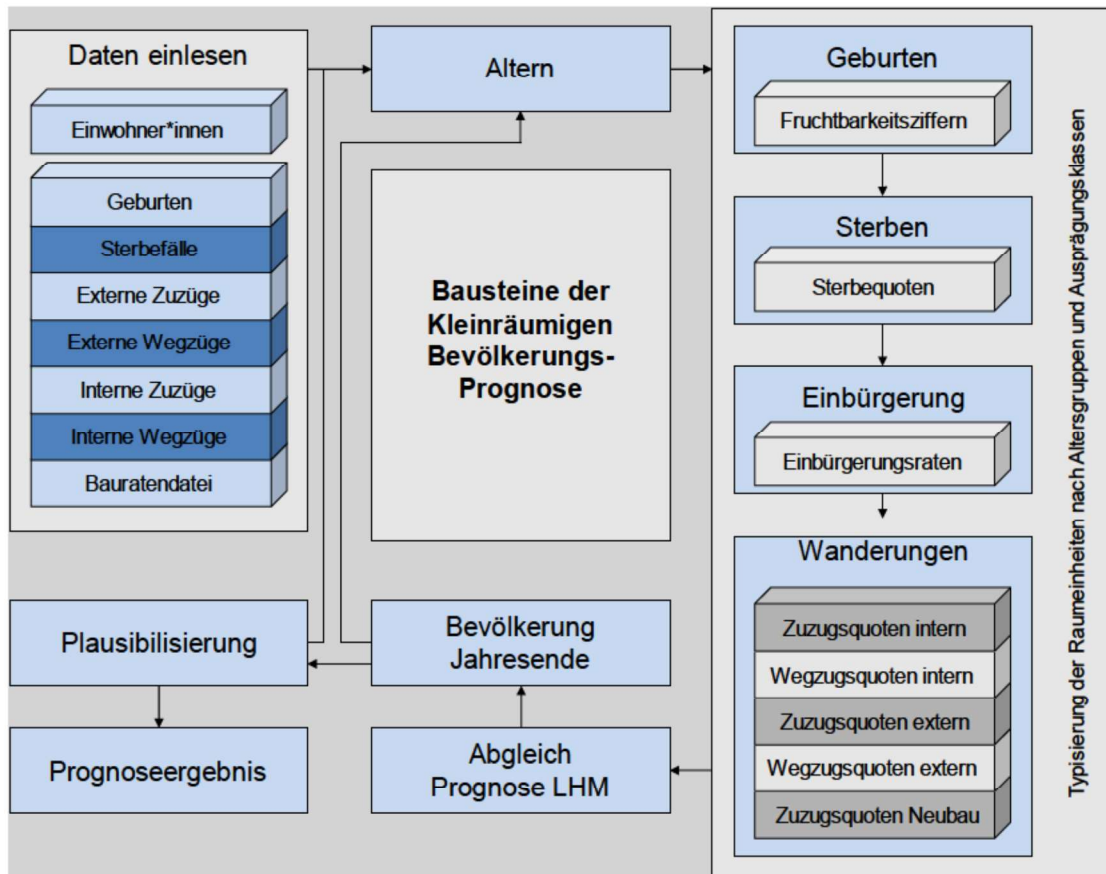 Daten einlesen
Einwohner*innen
Geburten
Sterbefälle
Externe Zuzüge
Externe Wegzüge
Interne Zuzüge
Interne Wegzüge
Bauratendatei
Altern
Bausteine der
Kleinräumigen
Bevölkerungs-
Prognose
Geburten
Fruchtbarkeitsziffern
Sterben
Sterbequoten
Einbürgerung
Einbürgerungsraten
Wanderungen
Zuzugsquoten intern
Wegzugsquoten intern
Zuzugsquoten extern
Wegzugsquoten extern
Zuzugsquoten Neubau
Typisierung der Raumeinheiten nach Altersgruppen und Ausprägungsklassen
Abgleich
Prognose LHM
Bevölkerung
Jahresende
Plausibilisierung
Prognoseergebnis